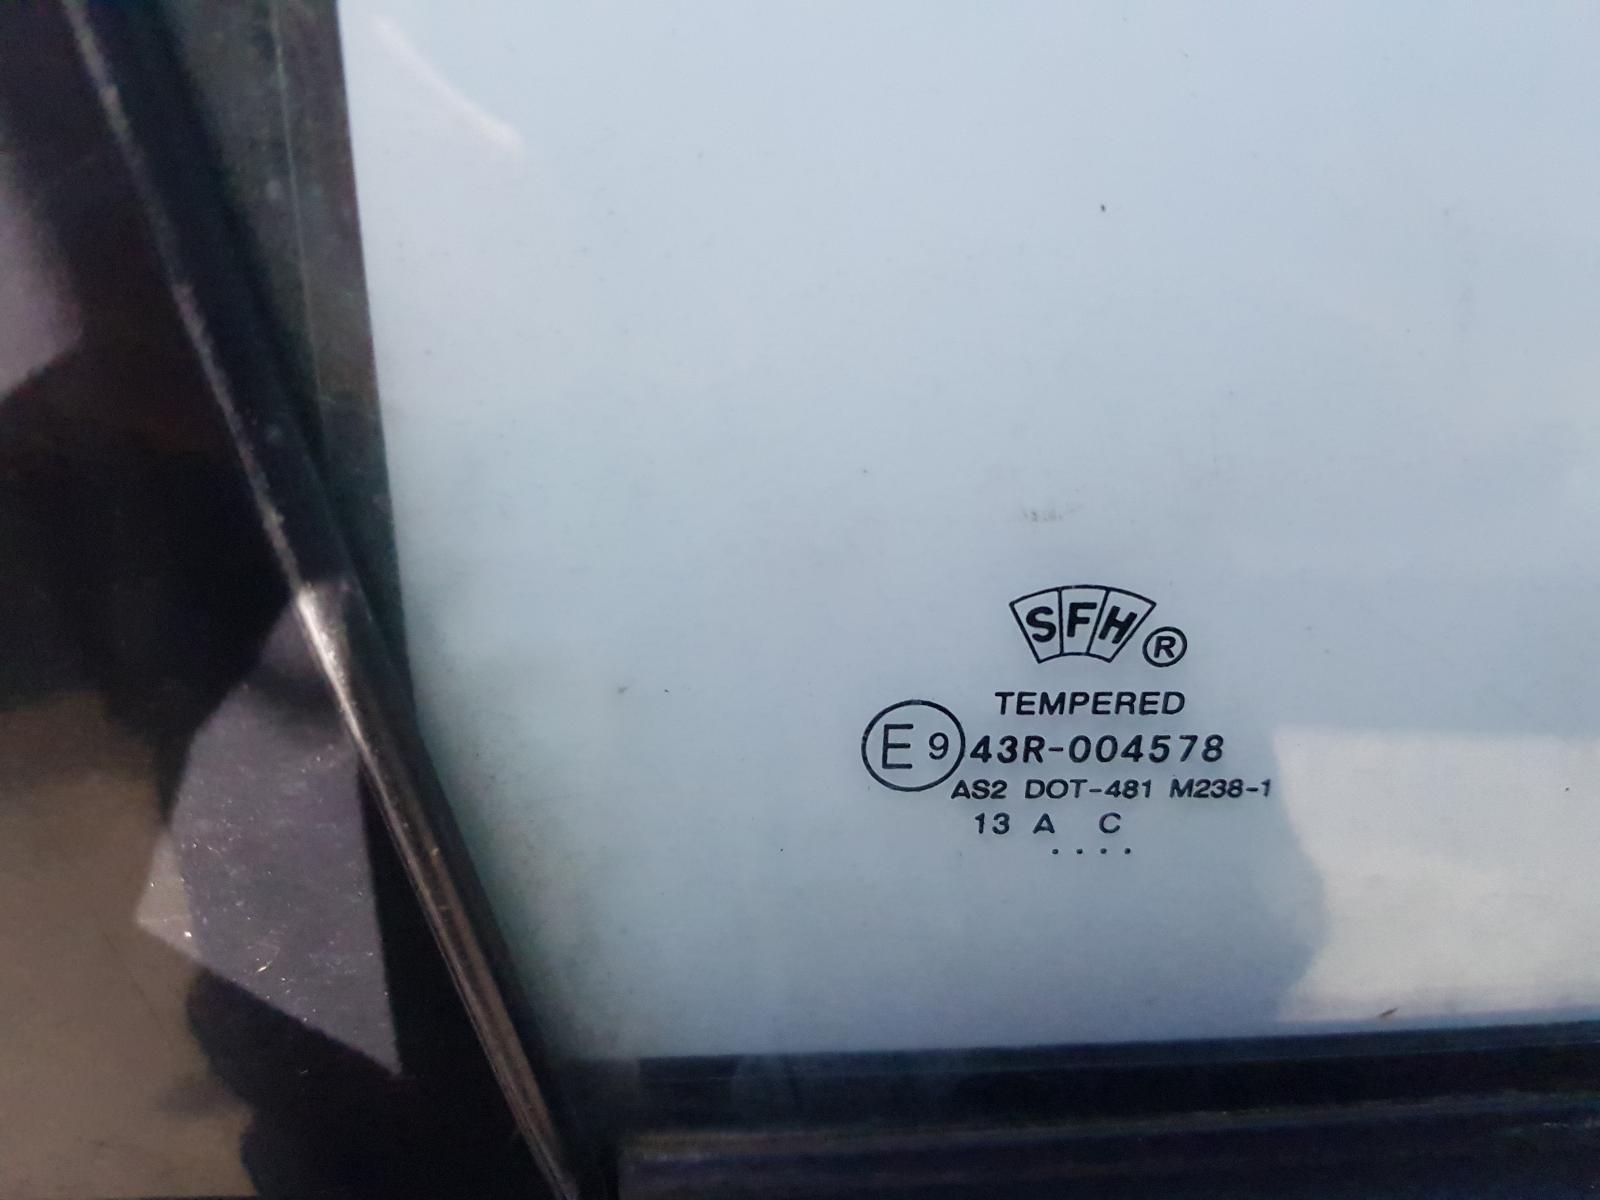 SFH ®
TEMPERED
E9 43R-004578
AS2 DOT-481 M238-1
13 A C
....